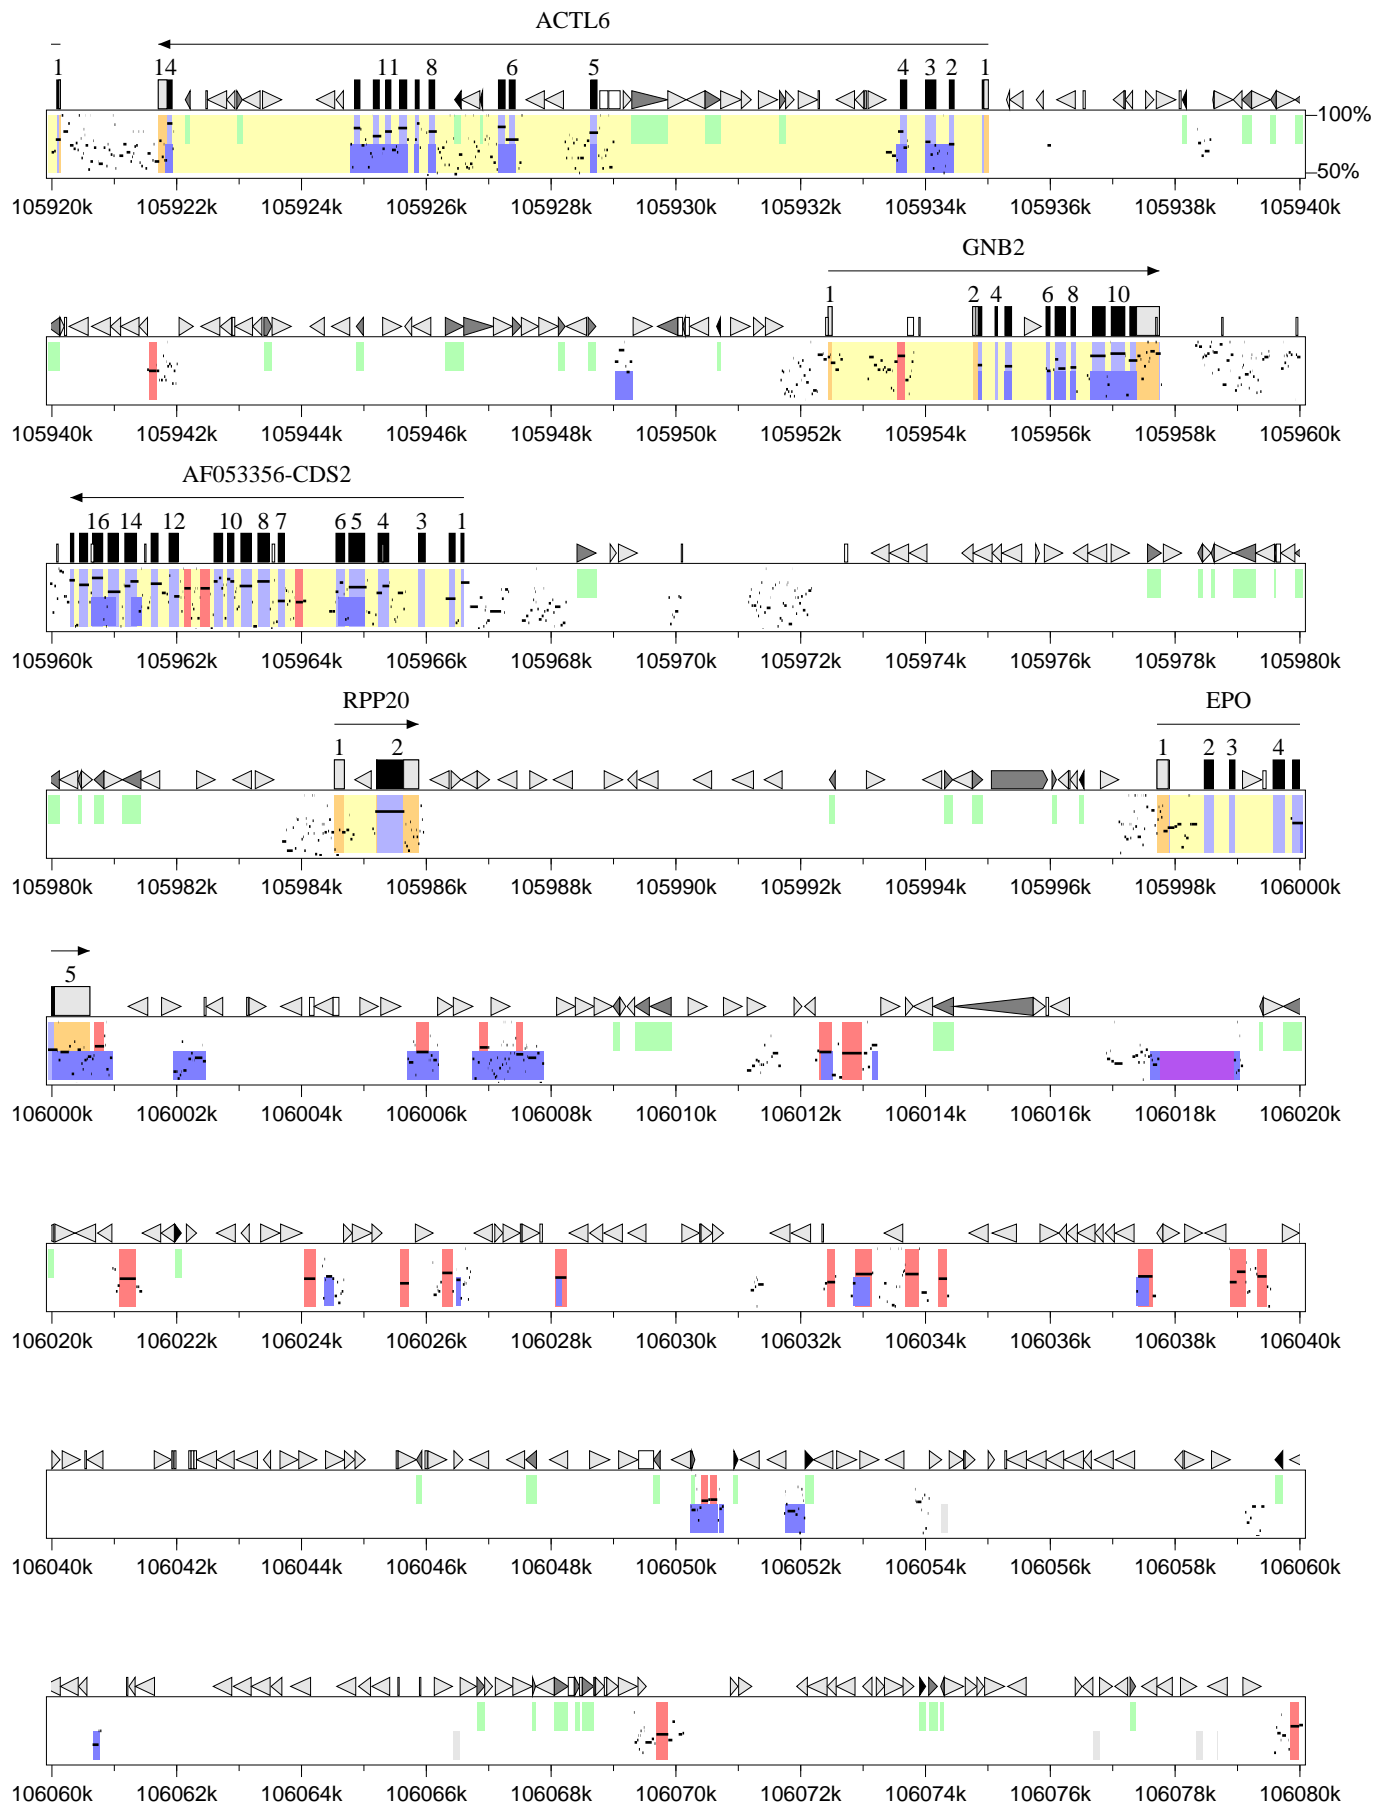 ACTL6
1 14 11 8 6 5 4 3 2 1
100%
50%
105920k 105922k 105924k 105926k 105928k 105930k 105932k 105934k 105936k 105938k 105940k
GNB2
1 2 4 6 8 10
105940k 105942k 105944k 105946k 105948k 105950k 105952k 105954k 105956k 105958k 105960k
AF053356-CDS2
16 14 12 10 8 7 6 5 4 3 1
105960k 105962k 105964k 105966k 105968k 105970k 105972k 105974k 105976k 105978k 105980k
RPP20 EPO
1 2 1 2 3 4
105980k 105982k 105984k 105986k 105988k 105990k 105992k 105994k 105996k 105998k 106000k
5
106000k 106002k 106004k 106006k 106008k 106010k 106012k 106014k 106016k 106018k 106020k
106020k 106022k 106024k 106026k 106028k 106030k 106032k 106034k 106036k 106038k 106040k
106040k 106042k 106044k 106046k 106048k 106050k 106052k 106054k 106056k 106058k 106060k
106060k 106062k 106064k 106066k 106068k 106070k 106072k 106074k 106076k 106078k 106080k